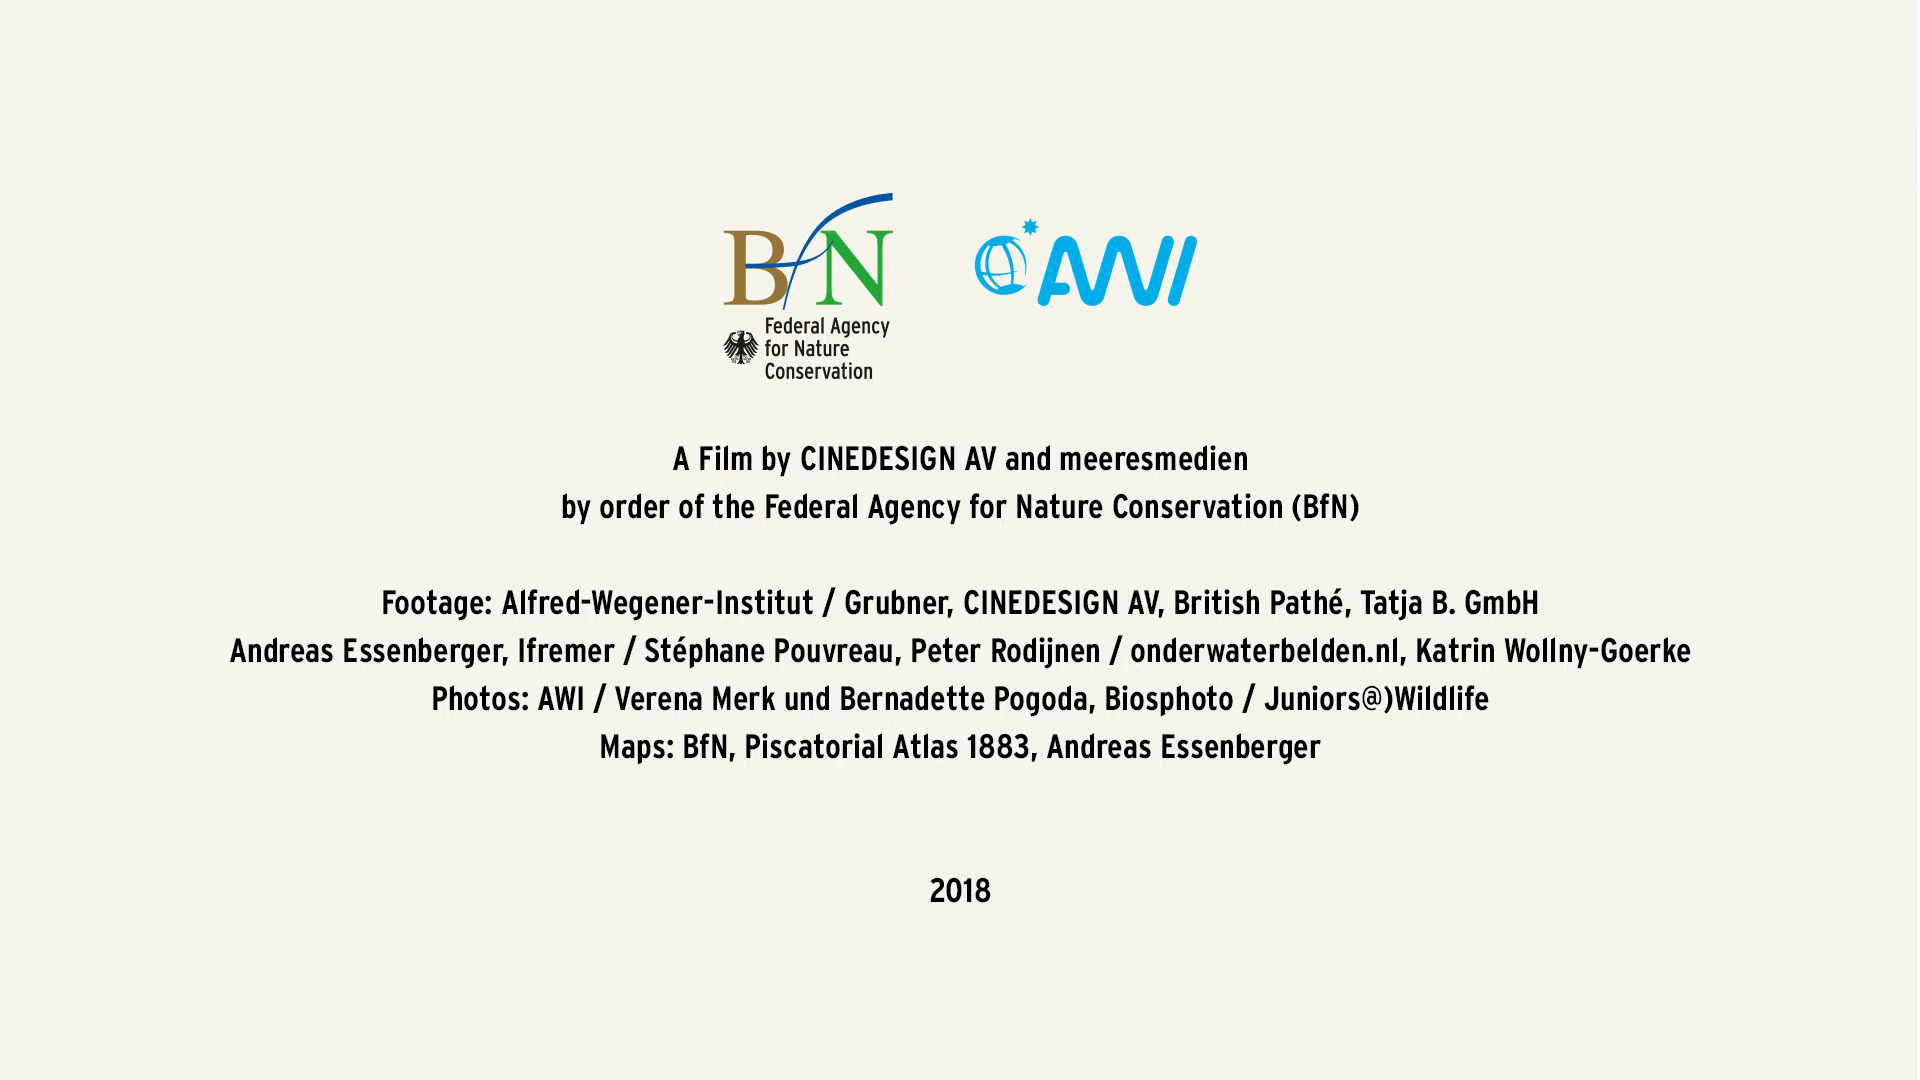 BfN
AWI
Federal Agency
for Nature
Conservation
A Film by CINEDESIGN AV and meeresmedien
by order of the Federal Agency for Nature Conservation (BfN)
Footage: Alfred-Wegener-Institut / Grubner, CINEDESIGN AV, British Pathé, Tatja B. GmbH
Andreas Essenberger, Ifremer / Stéphane Pouvreau, Peter Rodijnen / onderwaterbelden.nl, Katrin Wollny-Goerke
Photos: AWI / Verena Merk und Bernadette Pogoda, Biosphoto / Juniors@)Wildlife
Maps: BfN, Piscatorial Atlas 1883, Andreas Essenberger
2018